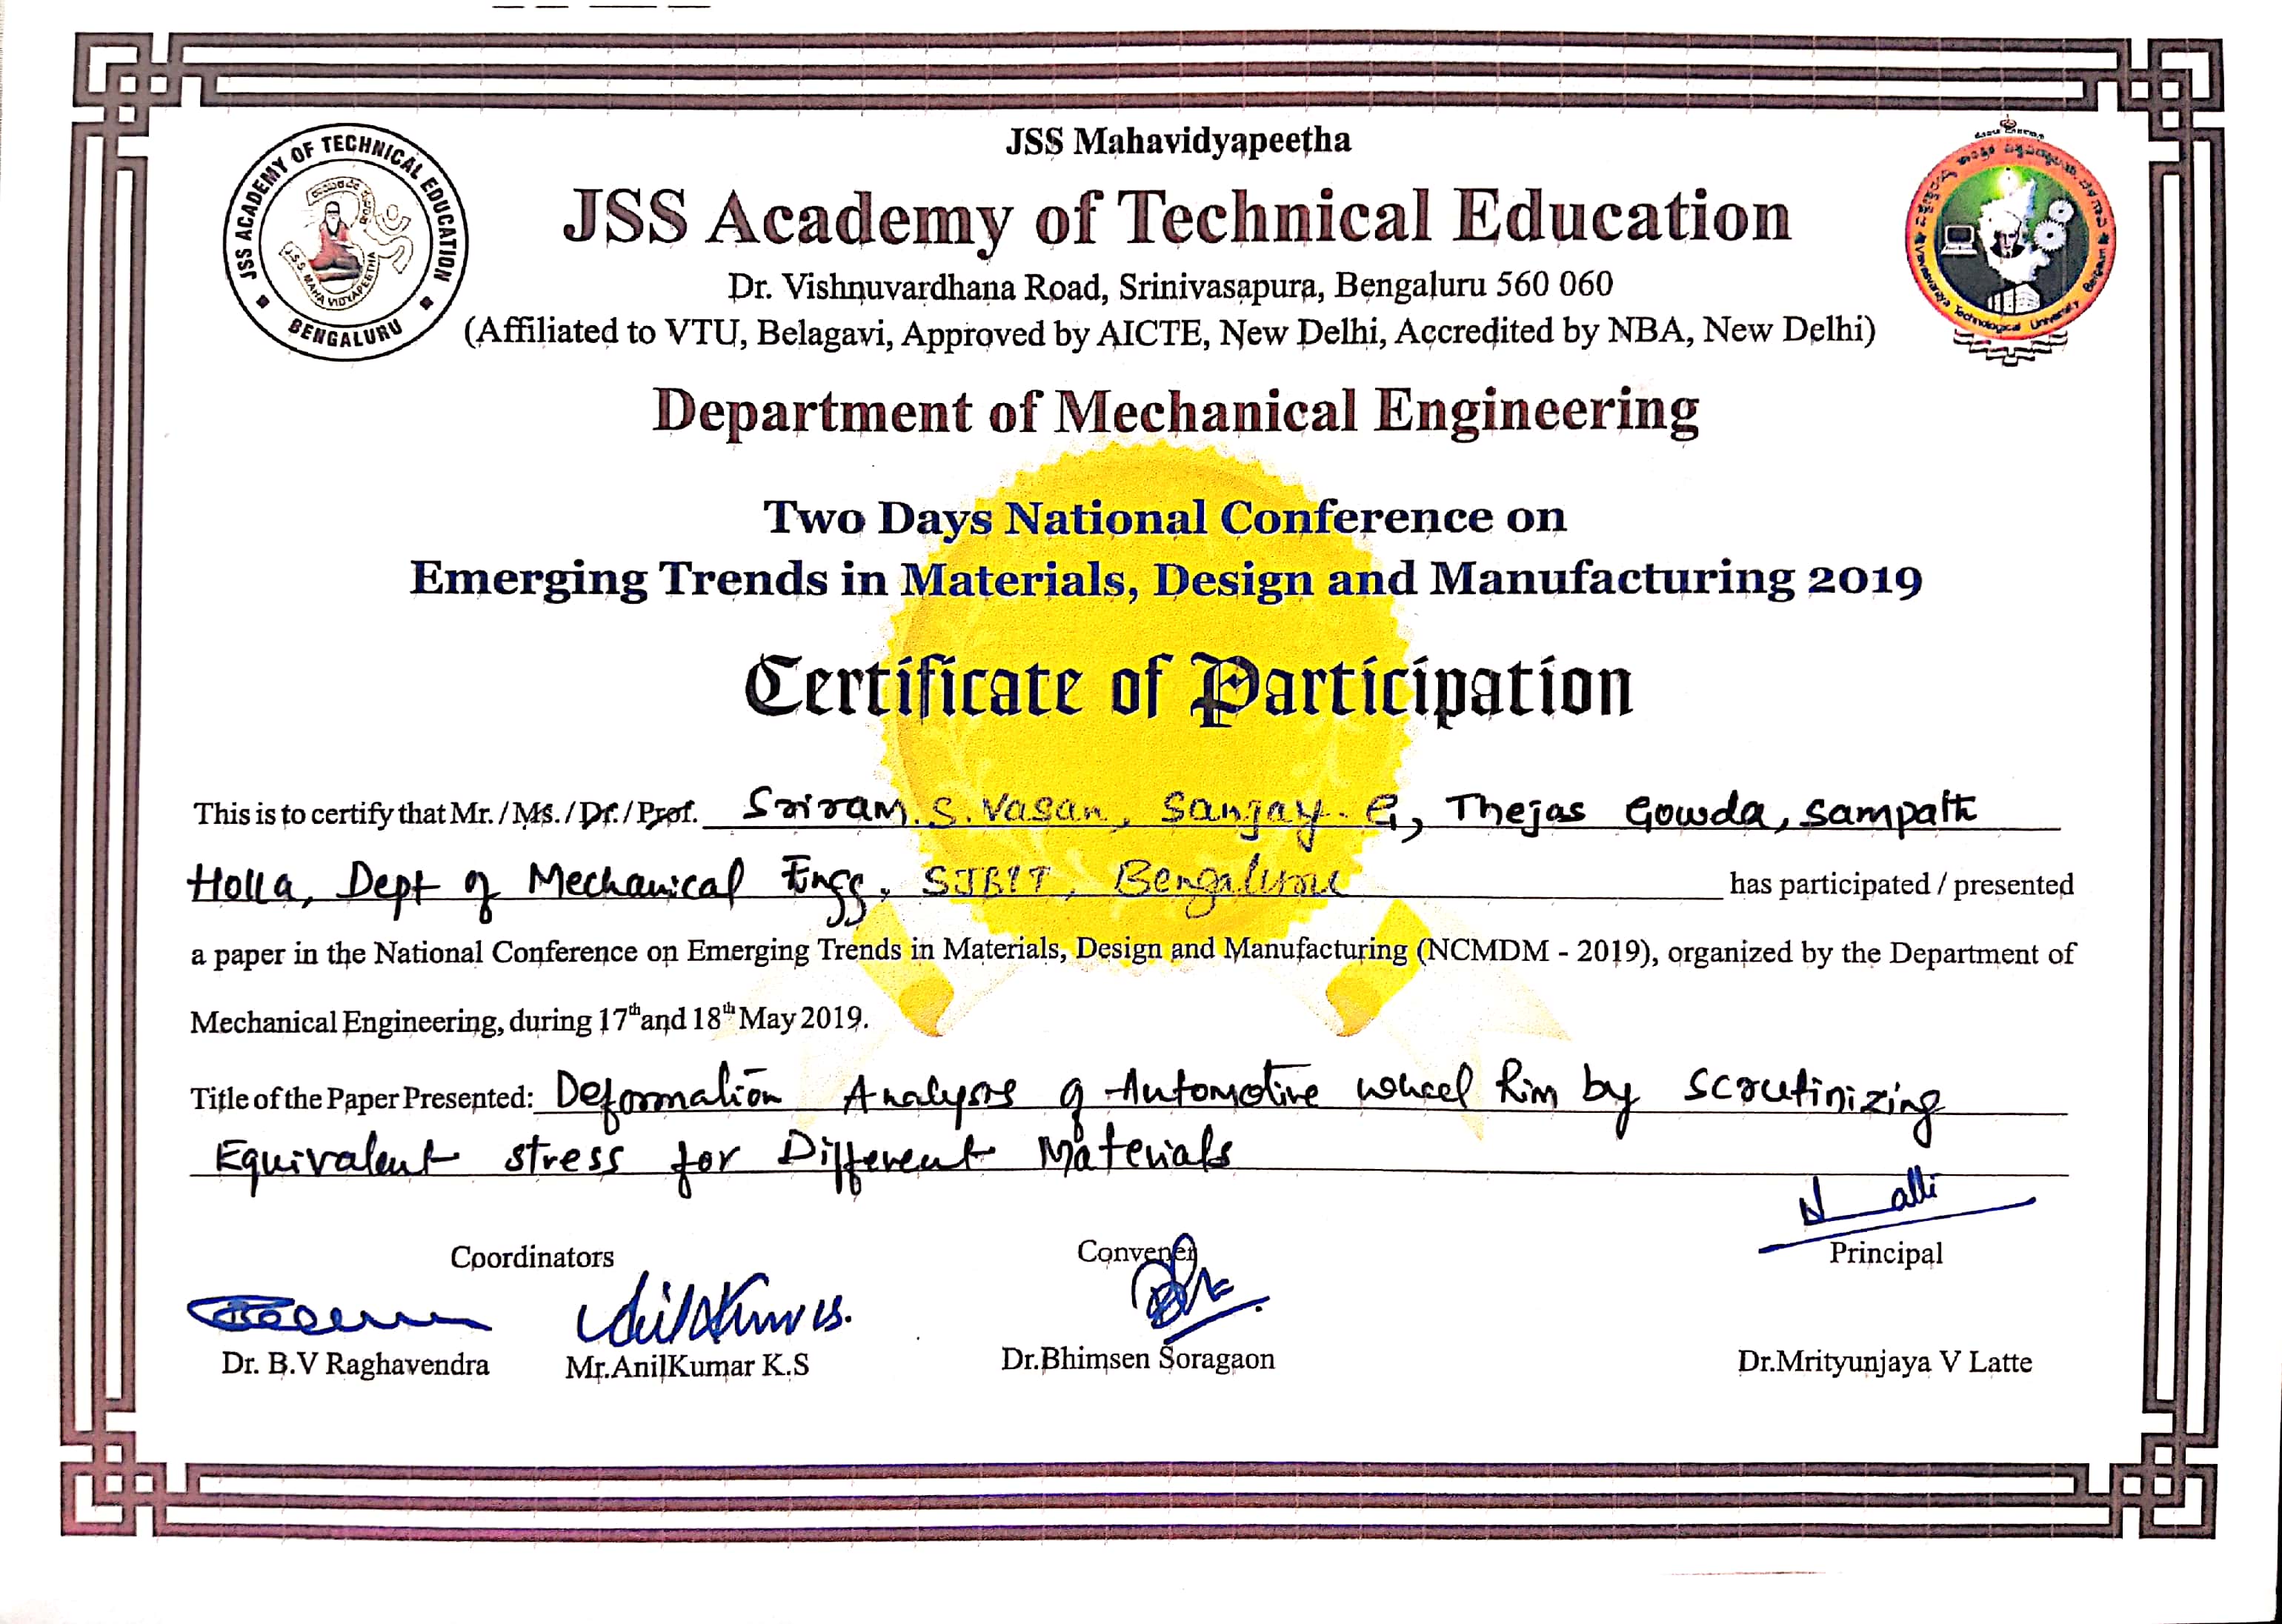 JSS Mahavidyapeetha
JSS ACADEMY OF TECHNICAL EDUCATION
BENGALURU
J.S.S. MAHA VIDYAPEETHA
JSS Academy of Technical Education
Visvesvaraya Technological University Belgaum
Dr. Vishnuvardhana Road, Srinivasapura, Bengaluru 560 060
(Affiliated to VTU, Belagavi, Approved by AICTE, New Delhi, Accredited by NBA, New Delhi)
Department of Mechanical Engineering
Two Days National Conference on
Emerging Trends in Materials, Design and Manufacturing 2019
Certificate of Participation
This is to certify that Mr. / Ms. / Dr. / Prof. Sriram. S. Vasan, Sanjay. G, Thejas Gowda, Sampath
Holla, Dept of Mechanical Engg, SJBIT, Bengaluru has participated / presented
a paper in the National Conference on Emerging Trends in Materials, Design and Manufacturing (NCMDM - 2019), organized by the Department of
Mechanical Engineering, during 17th and 18th May 2019.
Title of the Paper Presented: Deformation Analysis of Automotive wheel Rim by Scrutinizing
Equivalent stress for Different Materials
Coordinators Convener Principal
Dr. B.V Raghavendra Mr.AnilKumar K.S Dr.Bhimsen Soragaon Dr.Mrityunjaya V Latte